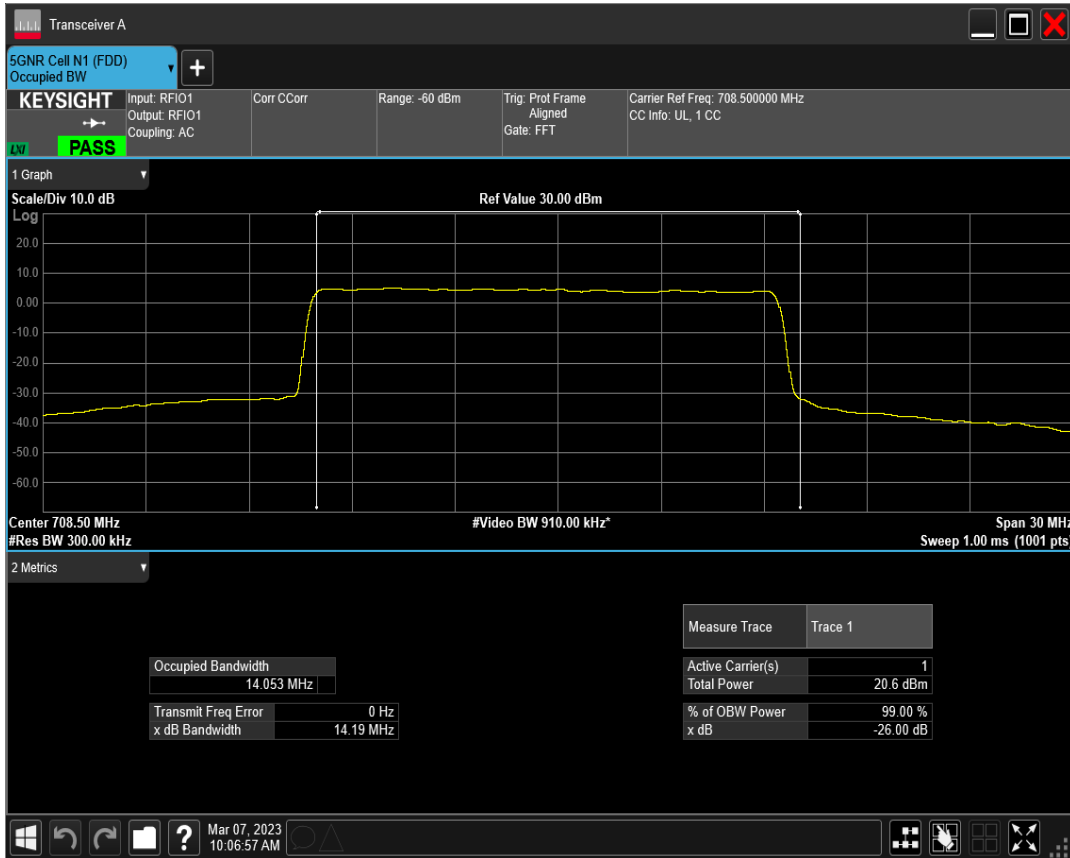 Transceiver A
5GNR Cell N1 (FDD)
Occupied BW
+
KEYSIGHT
LXI
PASS
Input: RFIO1
Output: RFIO1
Coupling: AC
Corr CCorr
Range: -60 dBm
Trig: Prot Frame
Aligned
Gate: FFT
Carrier Ref Freq: 708.500000 MHz
CC Info: UL, 1 CC
1 Graph
Scale/Div 10.0 dB
Ref Value 30.00 dBm
Log
20.0
10.0
0.00
-10.0
-20.0
-30.0
-40.0
-50.0
-60.0
Center 708.50 MHz
#Video BW 910.00 kHz*
Span 30 MHz
#Res BW 300.00 kHz
Sweep 1.00 ms (1001 pts)
2 Metrics
Measure Trace Trace 1
Occupied Bandwidth
14.053 MHz
Active Carrier(s) 1
Total Power 20.6 dBm
Transmit Freq Error 0 Hz
x dB Bandwidth 14.19 MHz
% of OBW Power 99.00 %
x dB -26.00 dB
?
Mar 07, 2023
10:06:57 AM